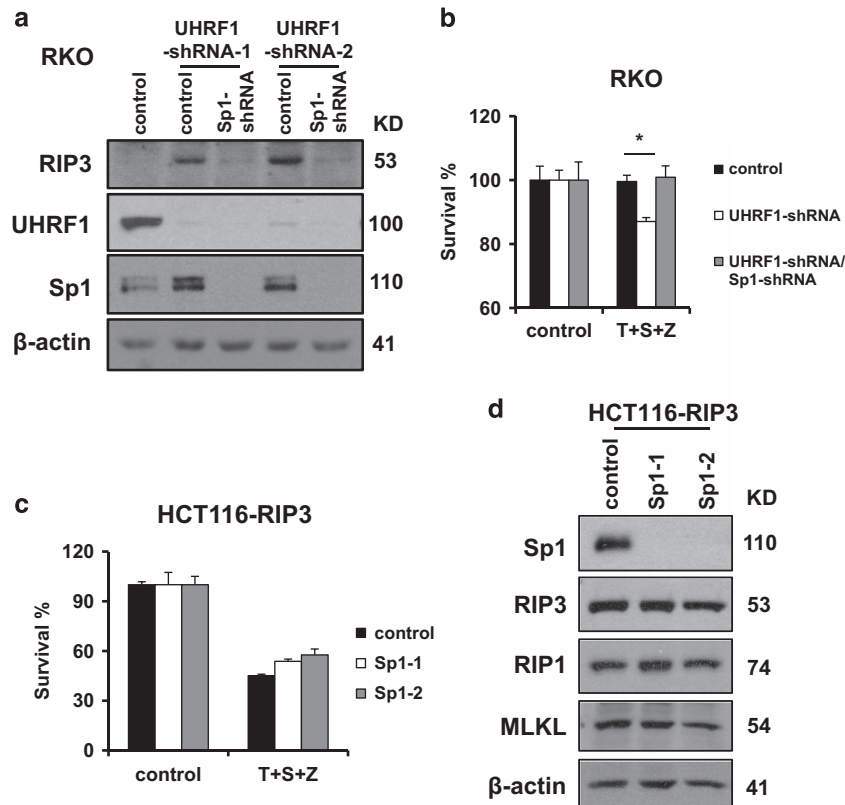 a
RKO
UHRF1
-shRNA-1
UHRF1
-shRNA-2
control
control
Sp1-
shRNA
control
Sp1-
shRNA
KD
RIP3
53
UHRF1
100
Sp1
110
β-actin
41
b
RKO
Survival %
120
100
80
60
*
control
T+S+Z
control
UHRF1-shRNA
UHRF1-shRNA/
Sp1-shRNA
c
HCT116-RIP3
Survival %
120
90
60
30
0
control
T+S+Z
control
Sp1-1
Sp1-2
d
HCT116-RIP3
control
Sp1-1
Sp1-2
KD
Sp1
110
RIP3
53
RIP1
74
MLKL
54
β-actin
41